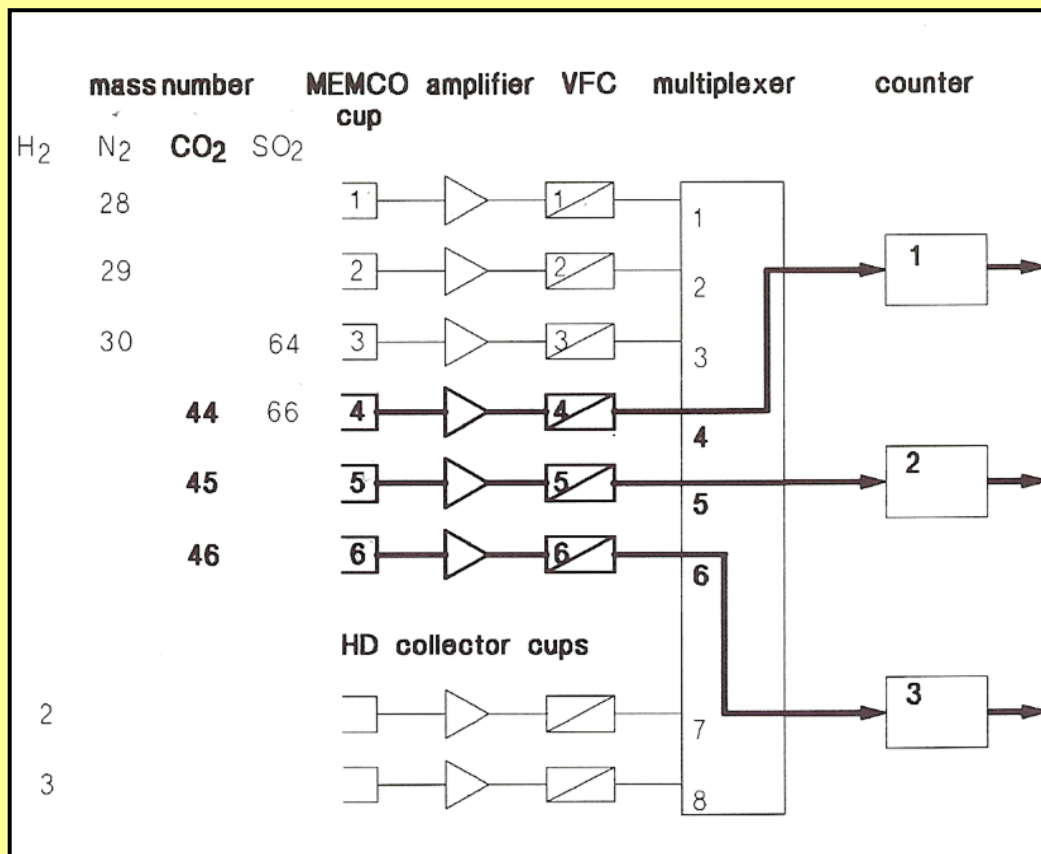 mass number MEMCO amplifier VFC multiplexer counter
cup
H2 N2 CO2 SO2
28 1 1 1
1
29 2 2 2
30 64 3 3 3
44 66 4 4 4
2
45 5 5 5
46 6 6 6
HD collector cups
3
2 7
3 8